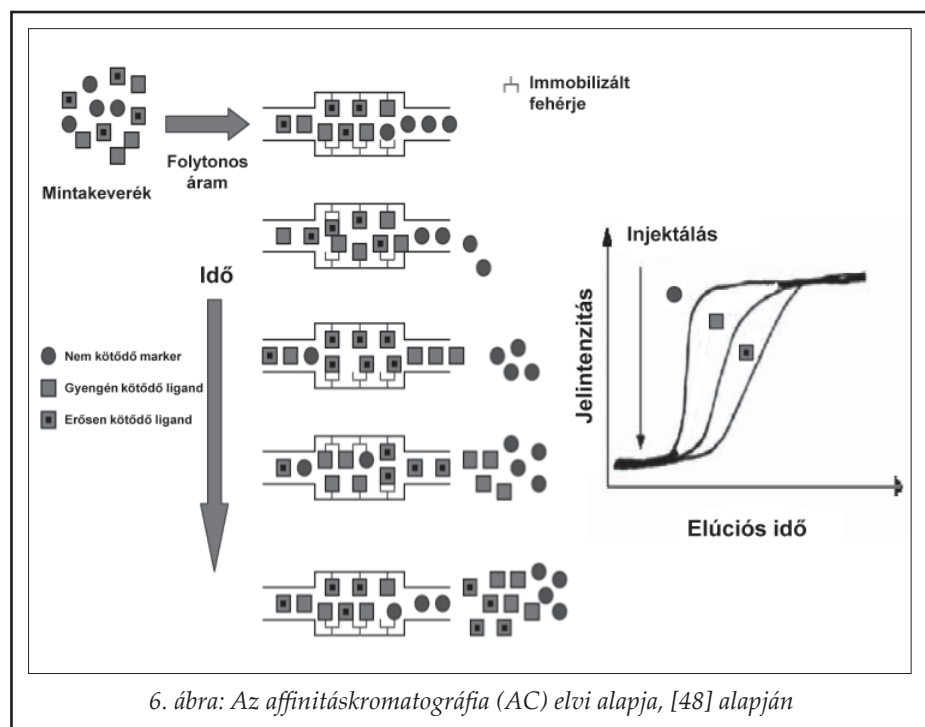 Immobilizált
fehérje
Folytonos
áram
Mintakeverék
Idő
Nem kötődő marker
Gyengén kötődő ligand
Erősen kötődő ligand
Injektálás
Jelintenzitás
Elúciós idő
6. ábra: Az affinitáskromatográfia (AC) elvi alapja, [48] alapján